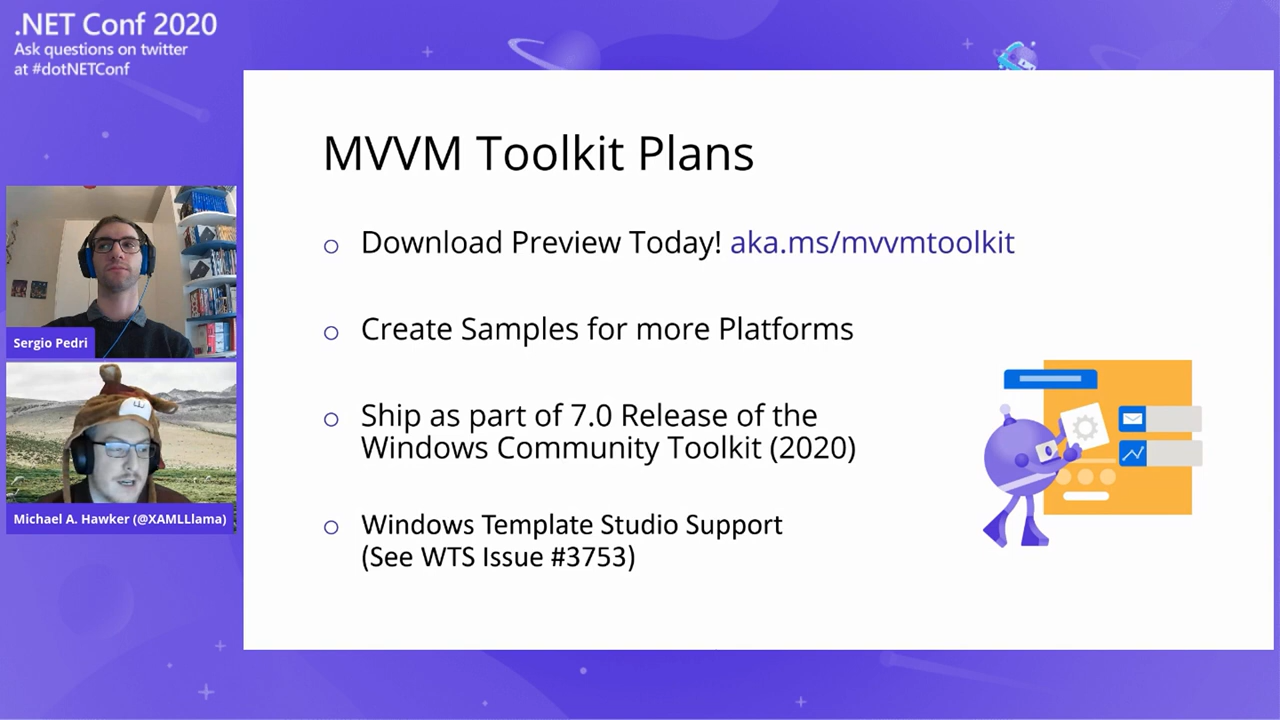 .NET Conf 2020
Ask questions on twitter
at #dotNETConf
Sergio Pedri
Michael A. Hawker (@XAMLLlama)
MVVM Toolkit Plans
Download Preview Today! aka.ms/mvvmtoolkit
Create Samples for more Platforms
Ship as part of 7.0 Release of the
Windows Community Toolkit (2020)
Windows Template Studio Support
(See WTS Issue #3753)